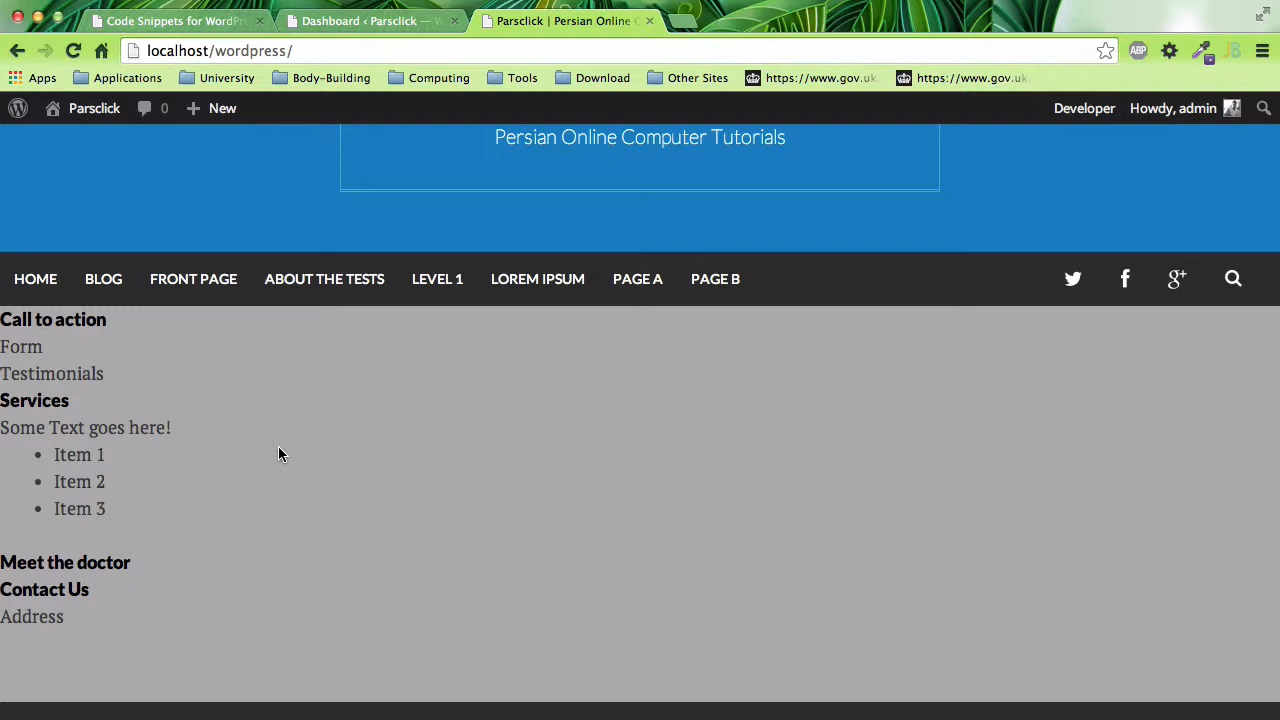 Code Snippets for WordPr
Dashboard ‹ Parsclick — W
Parsclick | Persian Online C
localhost/wordpress/
ABP
JB
Apps
Applications
University
Body-Building
Computing
Tools
Download
Other Sites
https://www.gov.uk
https://www.gov.uk
Parsclick
0
New
Developer
Howdy, admin
Persian Online Computer Tutorials
HOME
BLOG
FRONT PAGE
ABOUT THE TESTS
LEVEL 1
LOREM IPSUM
PAGE A
PAGE B
Call to action
Form
Testimonials
Services
Some Text goes here!
• Item 1
• Item 2
• Item 3
Meet the doctor
Contact Us
Address